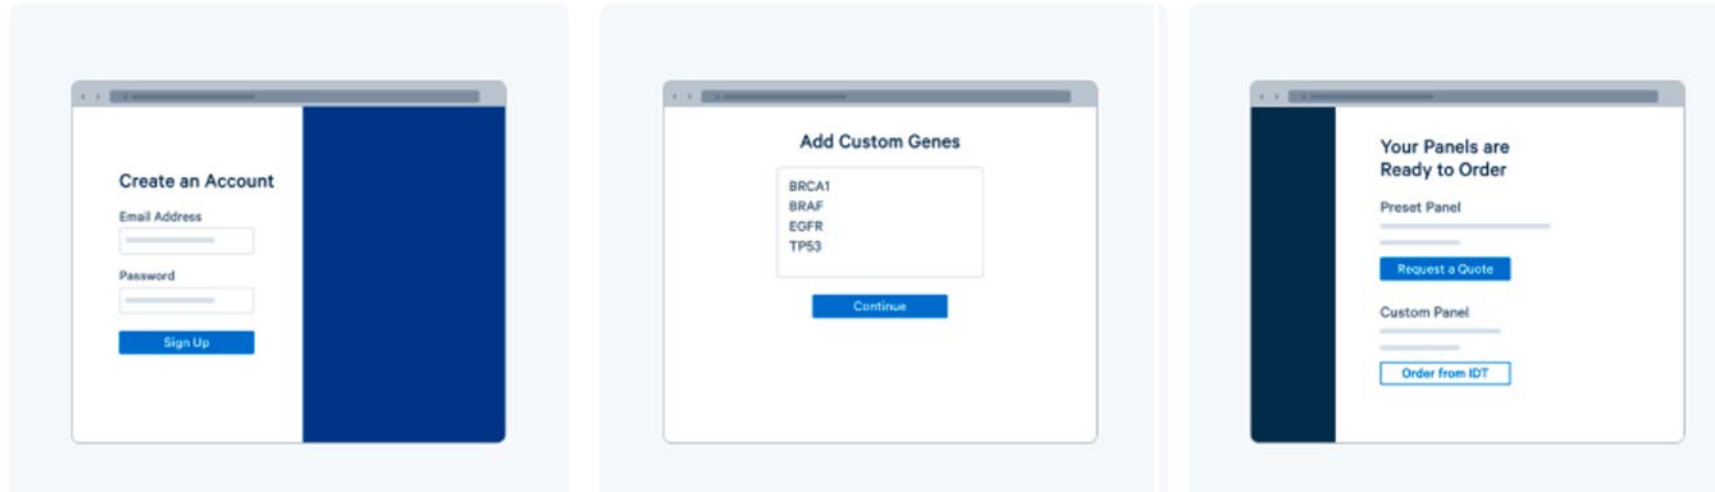 Create an Account
Email Address
Password
Sign Up
Add Custom Genes
BRCA1
BRAF
EGFR
TP53
Continue
Your Panels are
Ready to Order
Preset Panel
Request a Quote
Custom Panel
Order from IDT